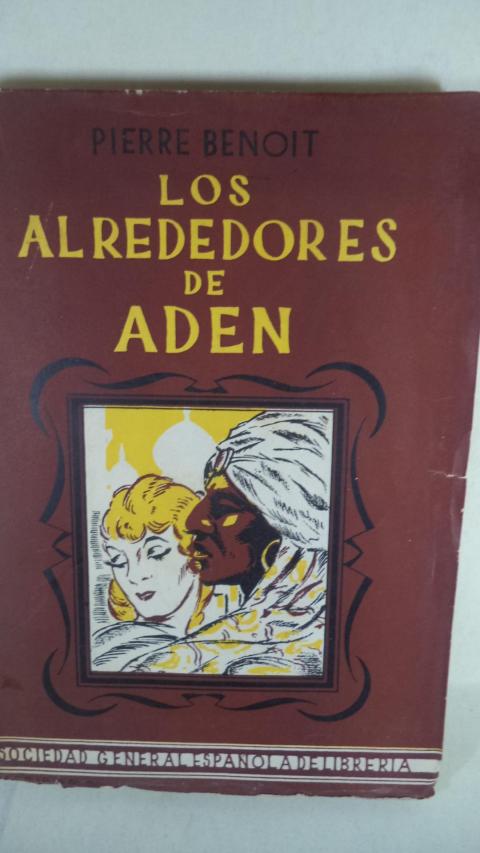 PIERRE BENOIT
LOS
ALREDEDORES
DE
ADEN
SOCIEDAD GENERAL ESPAÑOLA DE LIBRERIA